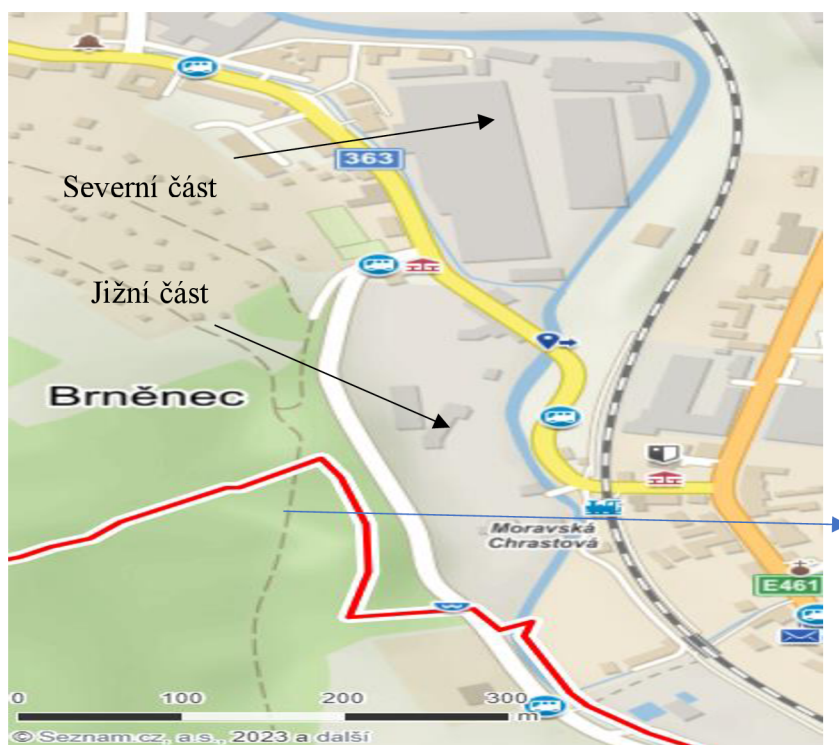 363
Severní část
Jižní část
Brněnec
Moravská
Chrastová
E461
0 100 200 300
m
© Seznam.cz, a.s., 2023 a další